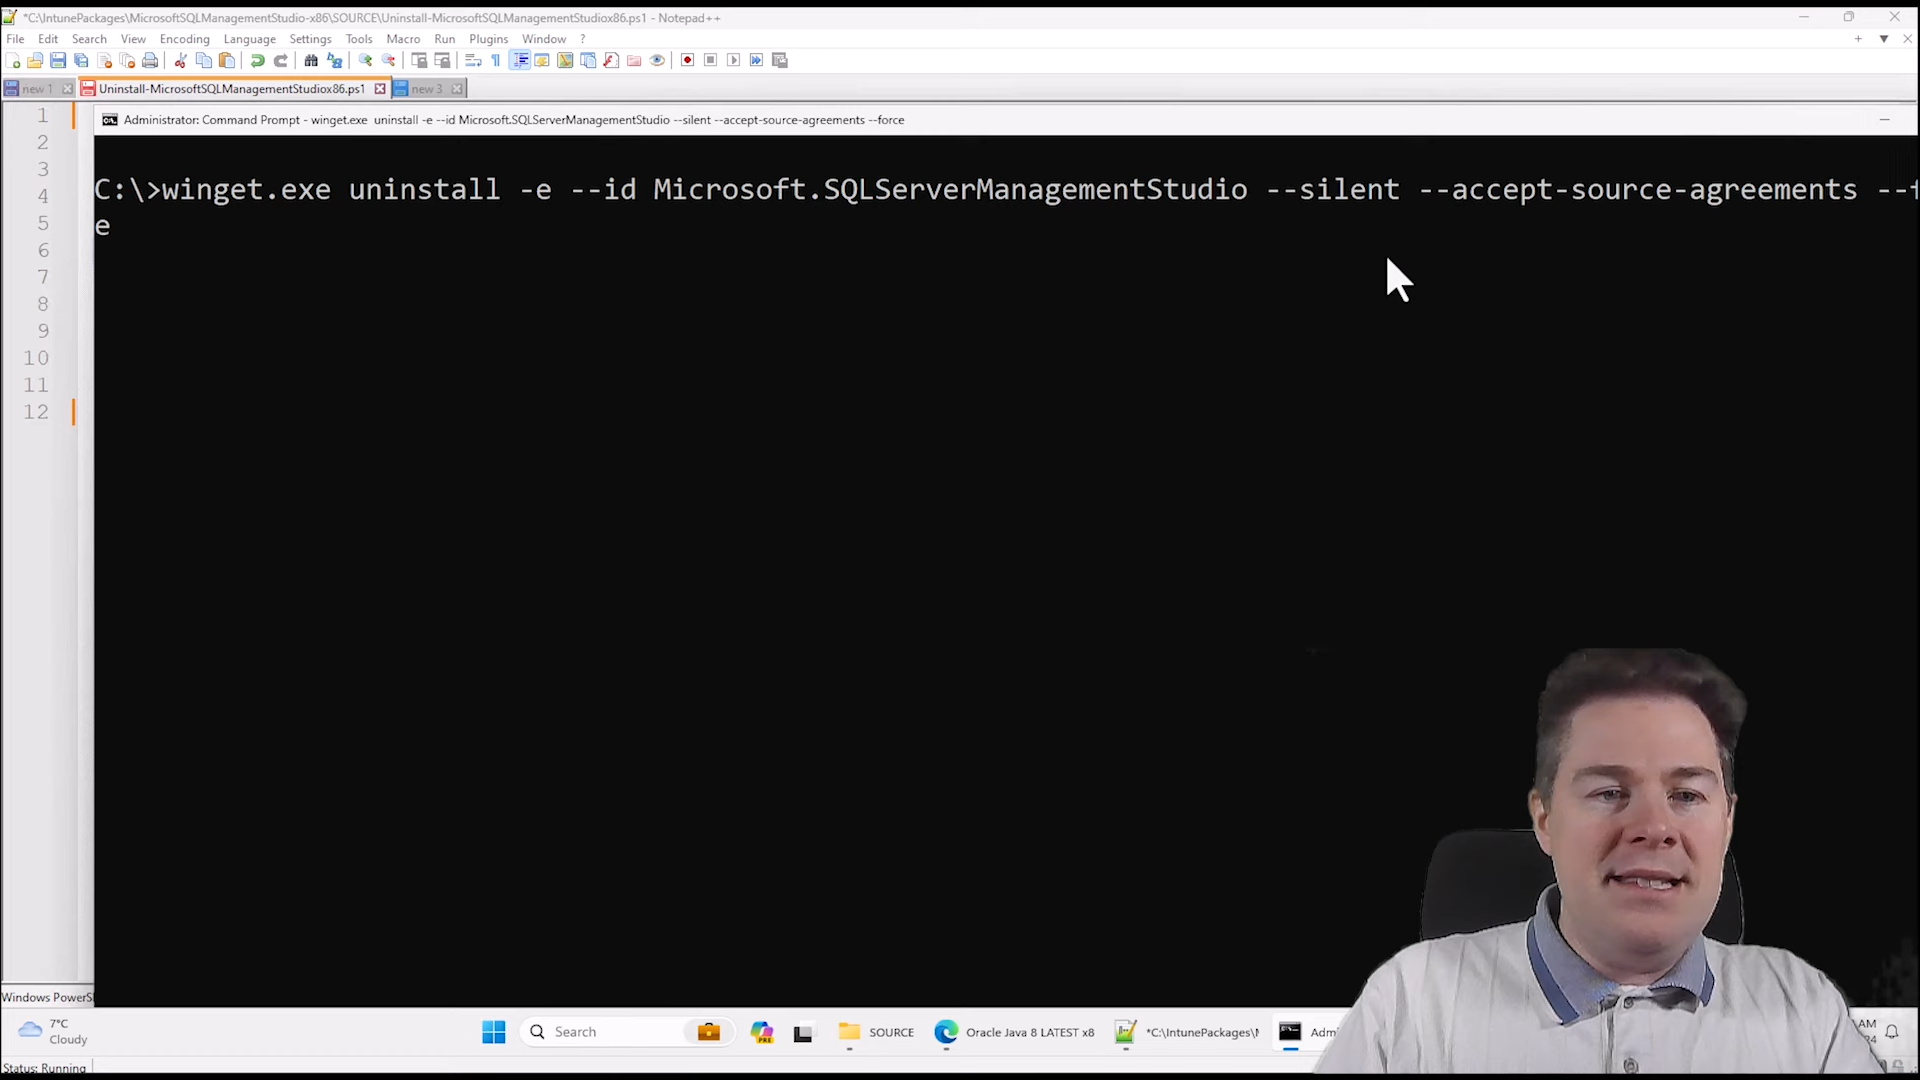 *C:\IntunePackages\MicrosoftSQLManagementStudio-x86\SOURCE\Uninstall-MicrosoftSQLManagementStudiox86.ps1 - Notepad++
File Edit Search View Encoding Language Settings Tools Macro Run Plugins Window ?
new 1 Uninstall-MicrosoftSQLManagementStudiox86.ps1 new 3
1
Administrator: Command Prompt - winget.exe  uninstall -e --id Microsoft.SQLServerManagementStudio --silent --accept-source-agreements --force
2
3
C:\>winget.exe uninstall -e --id Microsoft.SQLServerManagementStudio --silent --accept-source-agreements --f
4
e
5
6
7
8
9
10
11
12
Windows PowerS
7°C
Cloudy
Search
PRE
SOURCE
Oracle Java 8 LATEST x8
*C:\IntunePackages\
Adm
AM
24
Status: Running